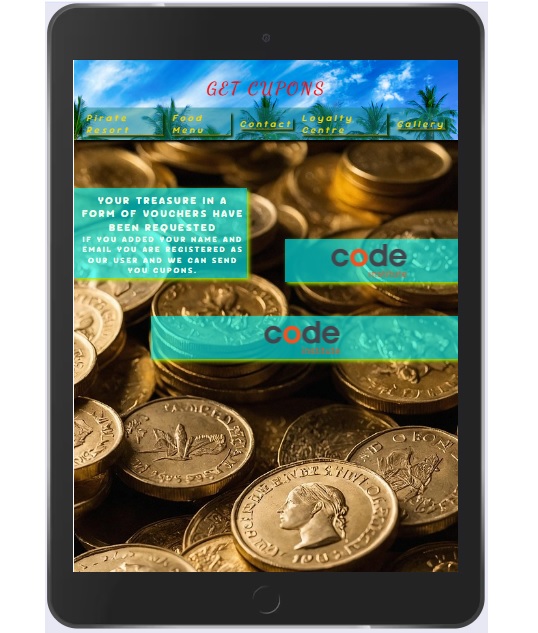 GET CUPONS
Pirate Resort
Food Menu
Contact
Loyalty Centre
Gallery
YOUR TREASURE IN A
FORM OF VOUCHERS HAVE
BEEN REQUESTED
IF YOU ADDED YOUR NAME AND
EMAIL YOU ARE REGISTERED AS
OUR USER AND WE CAN SEND
YOU CUPONS.
code
institute
code
institute